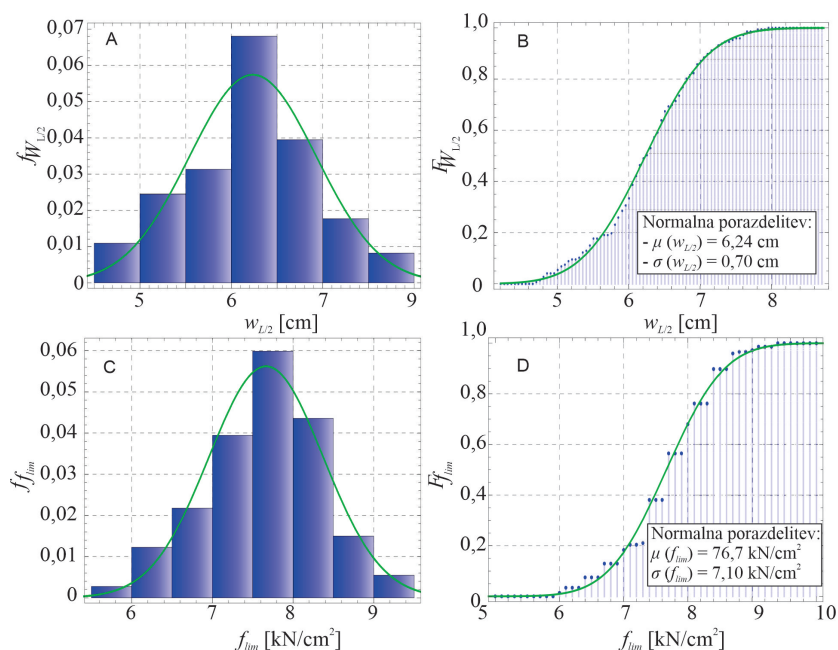 A
0,07
0,06
0,05
0,04
0,03
0,02
0,01
0
f_{W_{L/2}}
5 6 7 8 9
w_{L/2} [cm]
B
1,0
0,8
0,6
0,4
0,2
0
F_{W_{L/2}}
Normalna porazdelitev:
- μ (w_{L/2}) = 6,24 cm
- σ (w_{L/2}) = 0,70 cm
5 6 7 8
w_{L/2} [cm]
C
0,06
0,05
0,04
0,03
0,02
0,01
0
f_{f_{lim}}
6 7 8 9
f_{lim} [kN/cm²]
D
1,0
0,8
0,6
0,4
0,2
0
F_{f_{lim}}
Normalna porazdelitev:
μ (f_{lim}) = 76,7 kN/cm²
σ (f_{lim}) = 7,10 kN/cm²
5 6 7 8 9 10
f_{lim} [kN/cm²]